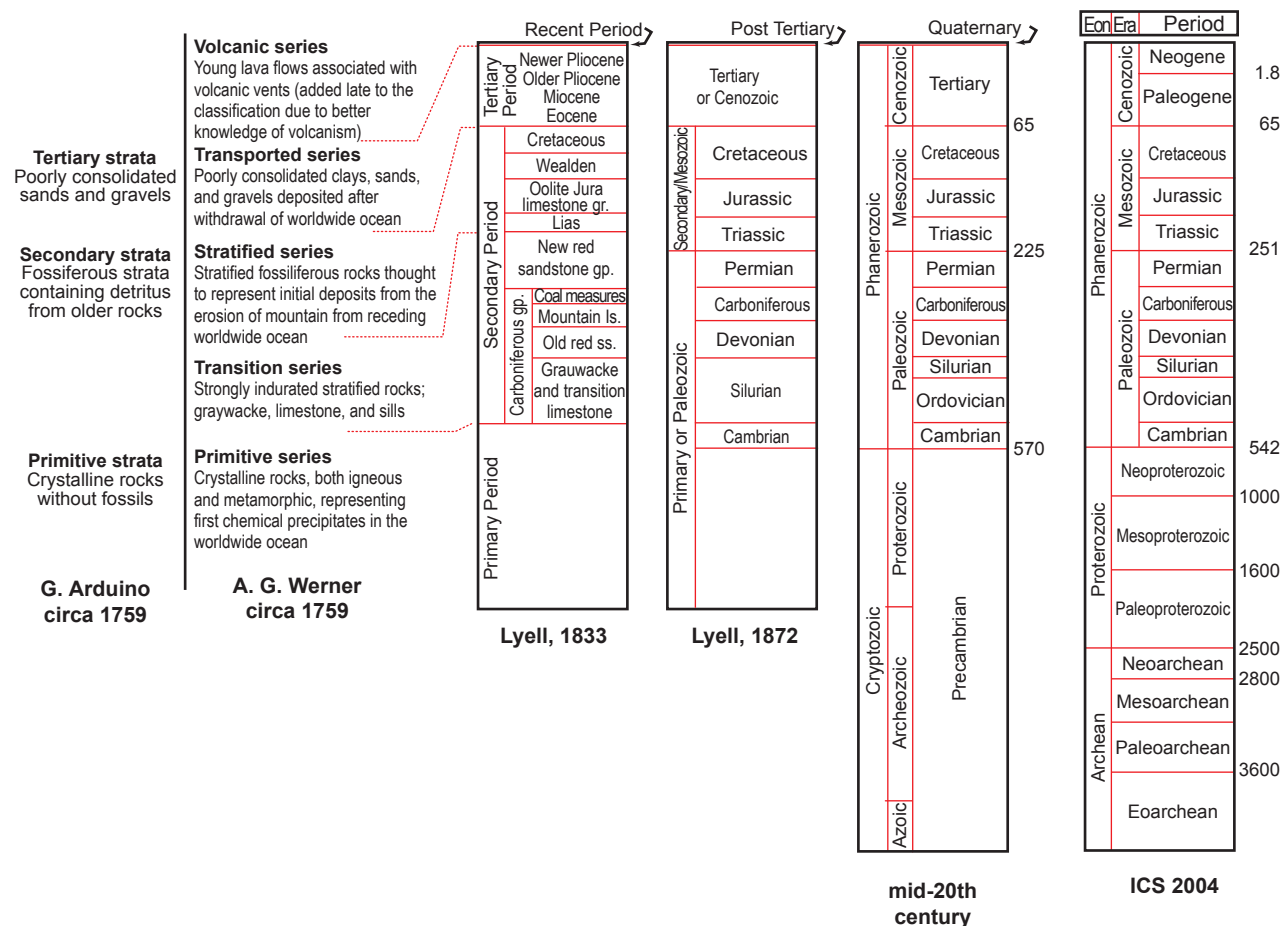 Tertiary strata
Poorly consolidated
sands and gravels
Secondary strata
Fossiferous strata
containing detritus
from older rocks
Primitive strata
Crystalline rocks
without fossils
G. Arduino
circa 1759
Volcanic series
Young lava flows associated with
volcanic vents (added late to the
classification due to better
knowledge of volcanism)
Transported series
Poorly consolidated clays, sands,
and gravels deposited after
withdrawal of worldwide ocean
Stratified series
Stratified fossiliferous rocks thought
to represent initial deposits from the
erosion of mountain from receding
worldwide ocean
Transition series
Strongly indurated stratified rocks;
graywacke, limestone, and sills
Primitive series
Crystalline rocks, both igneous
and metamorphic, representing
first chemical precipitates in the
worldwide ocean
A. G. Werner
circa 1759
Recent Period
Tertiary
Period
Newer Pliocene
Older Pliocene
Miocene
Eocene
Secondary Period
Cretaceous
Wealden
Oolite Jura
limestone gr.
Lias
New red
sandstone gp.
Carboniferous gp.
Coal measures
Mountain ls.
Old red ss.
Grauwacke
and transition
limestone
Primary Period
Lyell, 1833
Post Tertiary
Tertiary
or Cenozoic
Secondary/Mesozoic
Cretaceous
Jurassic
Triassic
Primary or Paleozoic
Permian
Carboniferous
Devonian
Silurian
Cambrian
Lyell, 1872
Quaternary
Phanerozoic
Cenozoic
Tertiary
65
Mesozoic
Cretaceous
Jurassic
Triassic
225
Paleozoic
Permian
Carboniferous
Devonian
Silurian
Ordovician
Cambrian
570
Cryptozoic
Proterozoic
Archeozoic
Azoic
Precambrian
mid-20th
century
Eon Era Period
Phanerozoic
Cenozoic
Neogene
1.8
Paleogene
65
Mesozoic
Cretaceous
Jurassic
Triassic
251
Paleozoic
Permian
Carboniferous
Devonian
Silurian
Ordovician
Cambrian
542
Proterozoic
Neoproterozoic
1000
Mesoproterozoic
1600
Paleoproterozoic
2500
Archean
Neoarchean
2800
Mesoarchean
Paleoarchean
3600
Eoarchean
ICS 2004